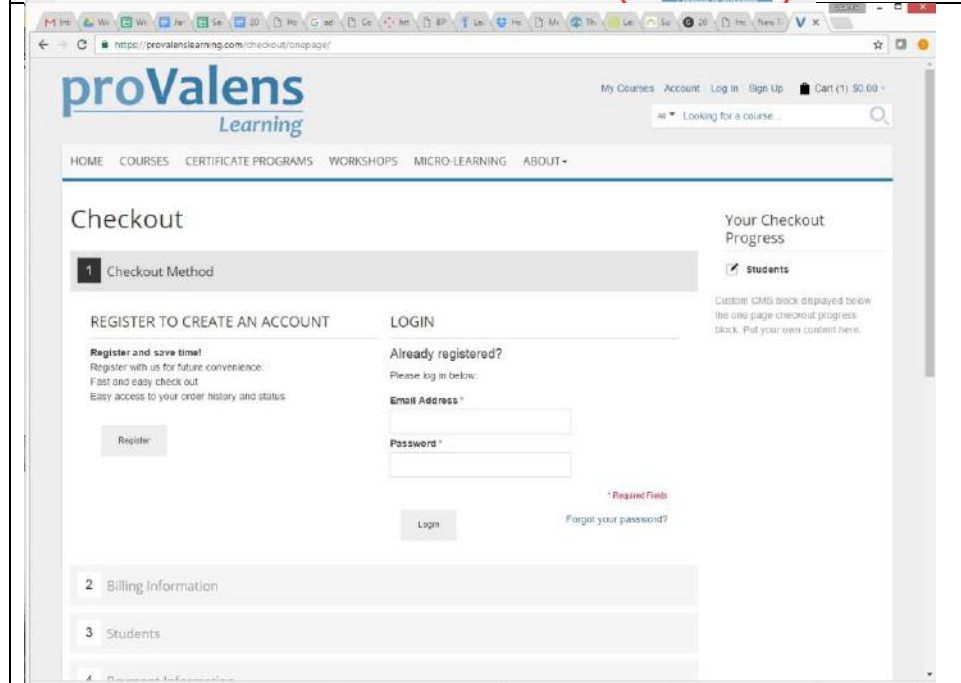 https://provalenslearning.com/checkout/onepage/
proValens
Learning
My Courses Account Log In Sign Up Cart (1) $0.00
All Looking for a course ..
HOME COURSES CERTIFICATE PROGRAMS WORKSHOPS MICRO-LEARNING ABOUT
Checkout
1 Checkout Method
REGISTER TO CREATE AN ACCOUNT
Register and save time!
Register with us for future convenience:
Fast and easy check out
Easy access to your order history and status
Register
LOGIN
Already registered?
Please log in below:
Email Address *
Password *
* Required Fields
Login
Forgot your password?
2 Billing Information
3 Students
4 Payment Information
Your Checkout
Progress
Students
Custom CMS block displayed below
the one page checkout progress
block. Put your own content here.